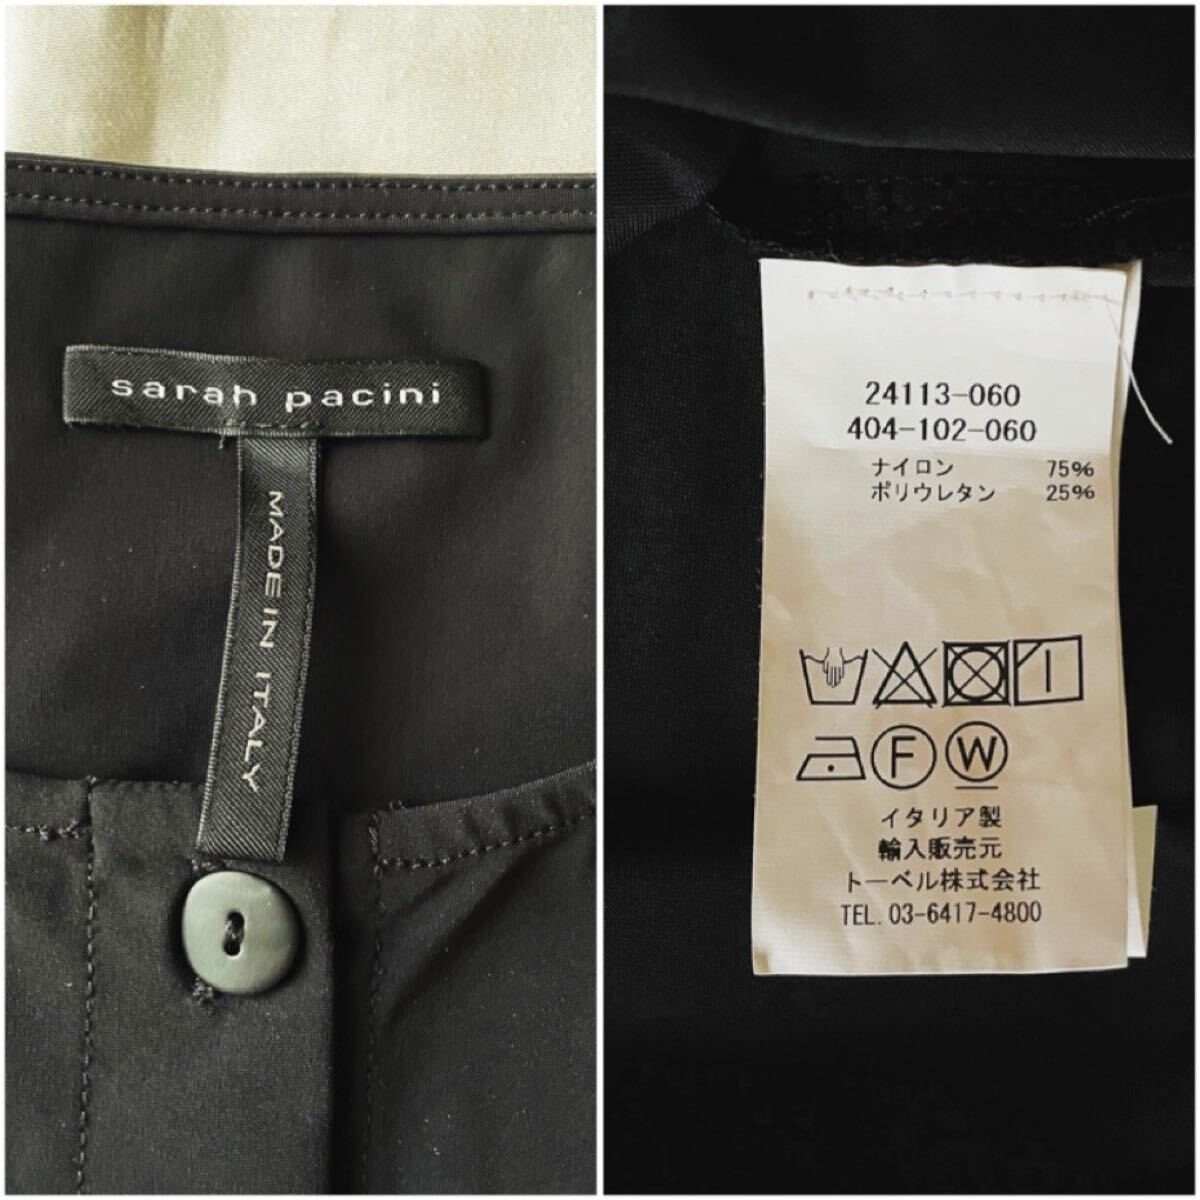 sarah pacini
MADE IN ITALY
24113-060
404-102-060
ナイロン 75%
ポリウレタン 25%
F W
イタリア製
輸入販売元
トーベル株式会社
TEL. 03-6417-4800